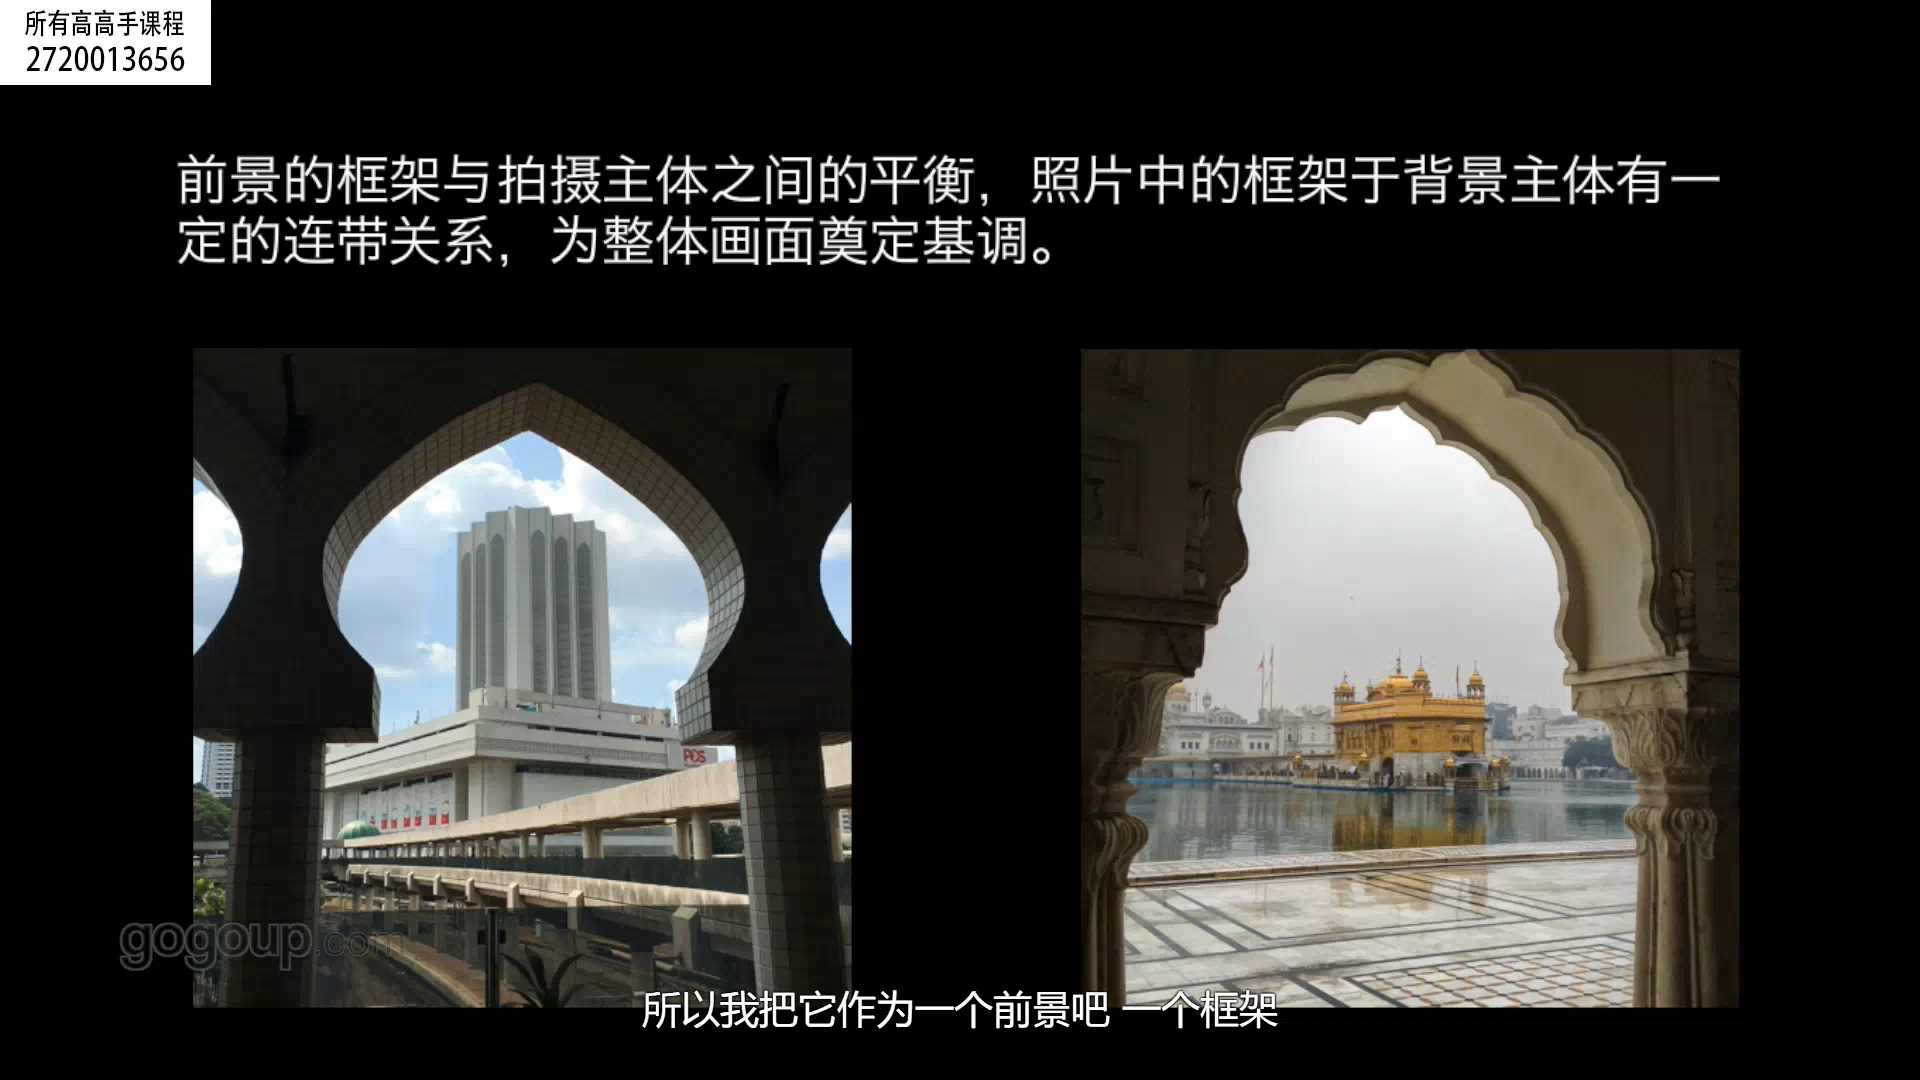 所有高高手课程
2720013656
前景的框架与拍摄主体之间的平衡，照片中的框架于背景主体有一
定的连带关系，为整体画面奠定基调。
POS
gogoup.com
所以我把它作为一个前景吧 一个框架